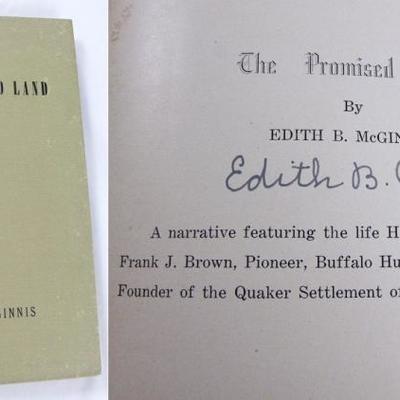 D LAND
GINNIS
The Promised
By
EDITH B. McGIN
Edith B.
A narrative featuring the life H
Frank J. Brown, Pioneer, Buffalo Hu
Founder of the Quaker Settlement of